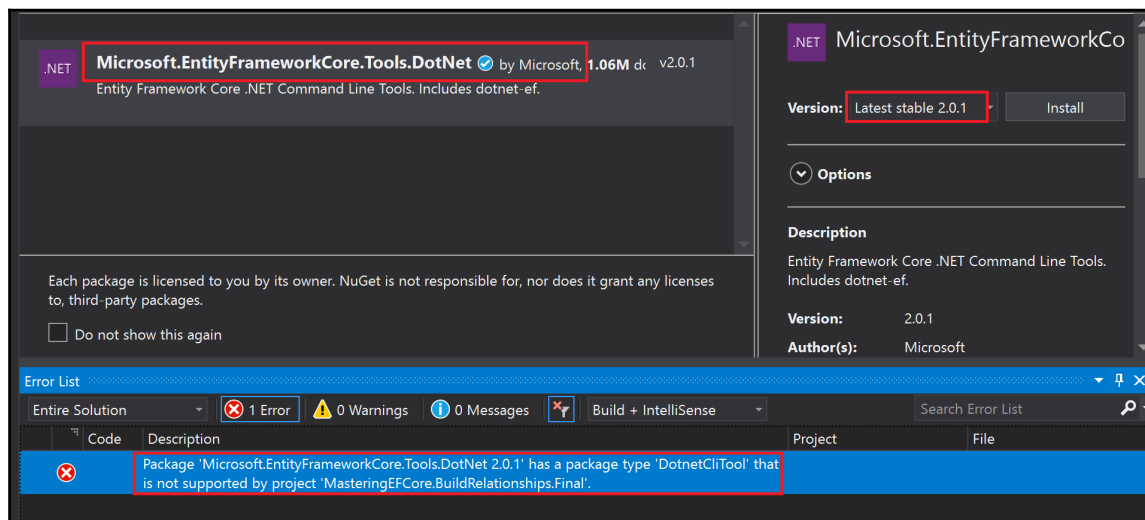 .NET
Microsoft.EntityFrameworkCore.Tools.DotNet by Microsoft, 1.06M dc v2.0.1
Entity Framework Core .NET Command Line Tools. Includes dotnet-ef.
Each package is licensed to you by its owner. NuGet is not responsible for, nor does it grant any licenses
to, third-party packages.
Do not show this again
.NET
Microsoft.EntityFrameworkCo
Version: Latest stable 2.0.1 Install
Options
Description
Entity Framework Core .NET Command Line Tools.
Includes dotnet-ef.
Version: 2.0.1
Author(s): Microsoft
Error List
Entire Solution 1 Error 0 Warnings 0 Messages Build + IntelliSense Search Error List
Code Description Project File
Package 'Microsoft.EntityFrameworkCore.Tools.DotNet 2.0.1' has a package type 'DotnetCliTool' that
is not supported by project 'MasteringEFCore.BuildRelationships.Final'.